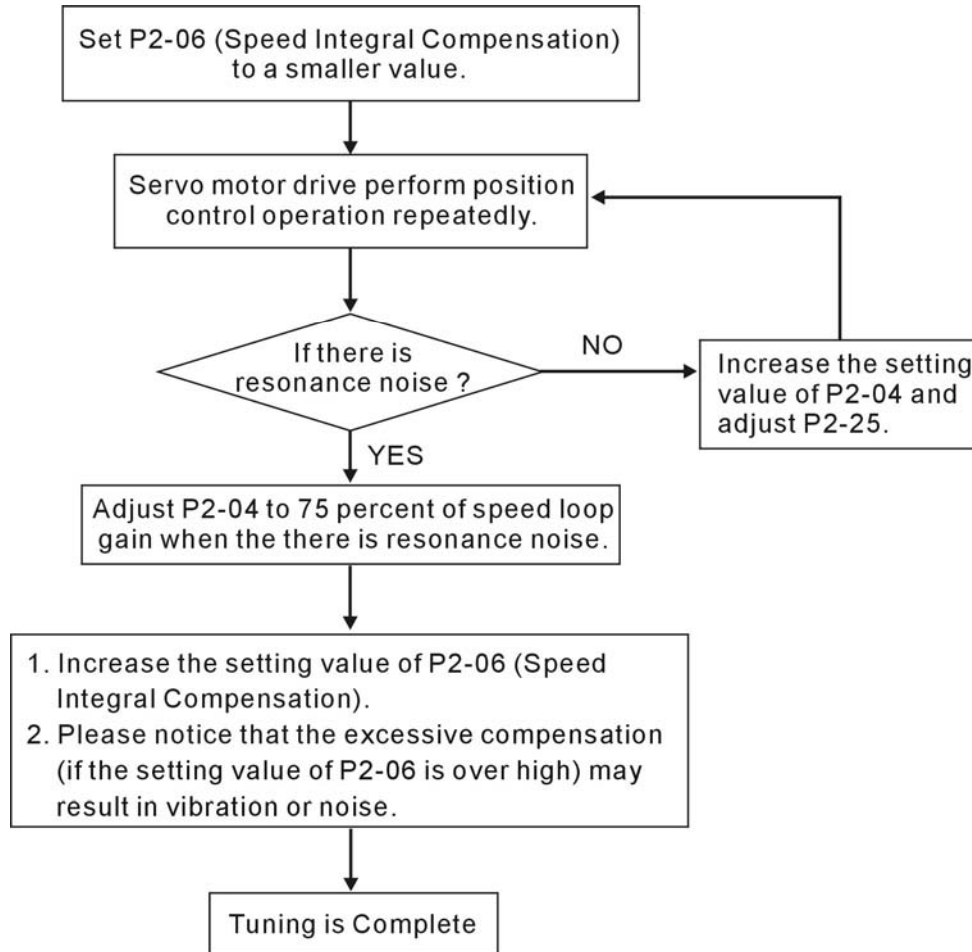 Set P2-06 (Speed Integral Compensation)
to a smaller value.
Servo motor drive perform position
control operation repeatedly.
If there is
resonance noise ?
NO
Increase the setting
value of P2-04 and
adjust P2-25.
YES
Adjust P2-04 to 75 percent of speed loop
gain when the there is resonance noise.
1. Increase the setting value of P2-06 (Speed
Integral Compensation).
2. Please notice that the excessive compensation
(if the setting value of P2-06 is over high) may
result in vibration or noise.
Tuning is Complete